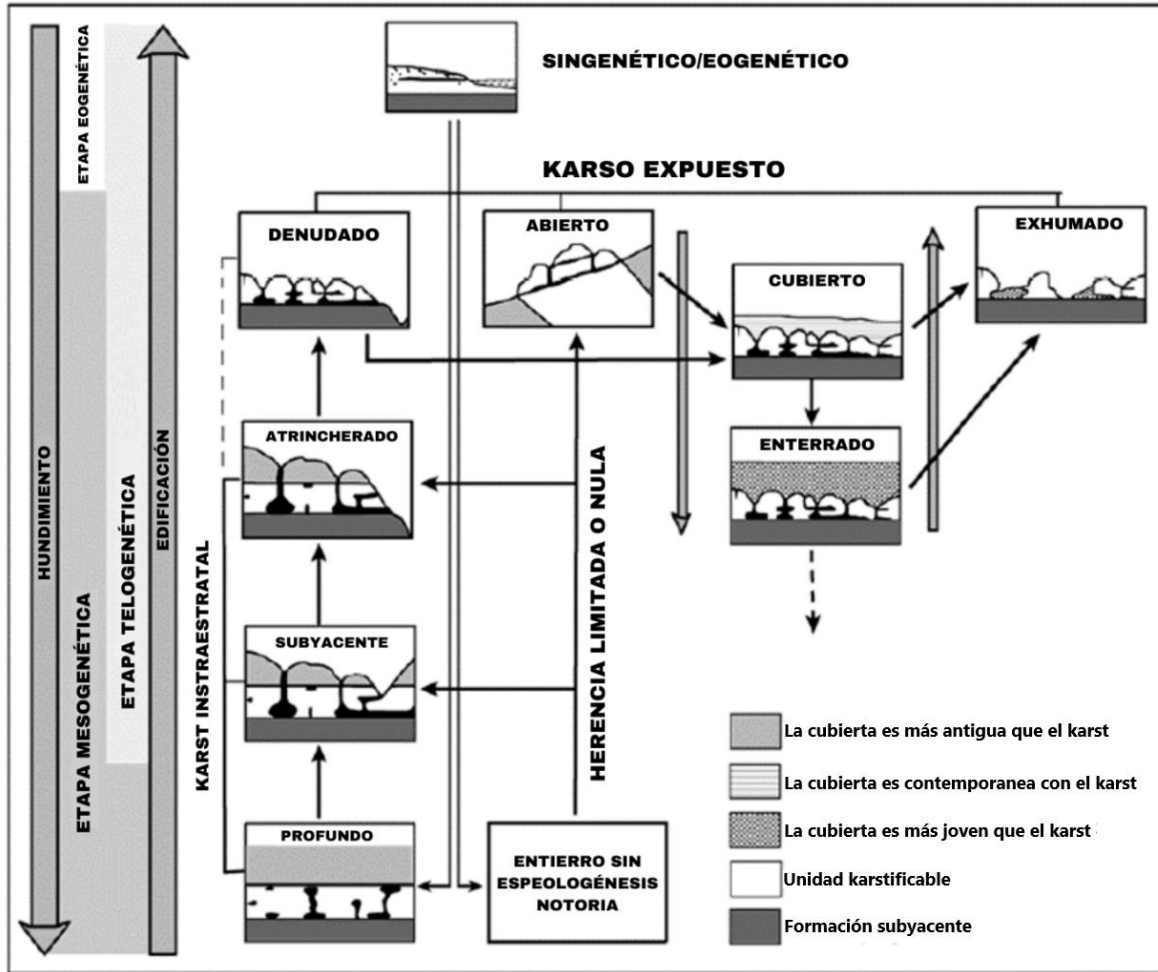 SINGENÉTICO/EOGENÉTICO
ETAPA EOGENÉTICA
KARSO EXPUESTO
DENUDADO
ABIERTO
EXHUMADO
CUBIERTO
ATRINCHERADO
ENTERRADO
HUNDIMIENTO
ETAPA MESOGENÉTICA
ETAPA TELOGENÉTICA
EDIFICACIÓN
KARST INSTRAESTRATAL
HERENCIA LIMITADA O NULA
SUBYACENTE
PROFUNDO
ENTIERRO SIN
ESPEOLOGÉNESIS
NOTORIA
La cubierta es más antigua que el karst
La cubierta es contemporanea con el karst
La cubierta es más joven que el karst
Unidad karstificable
Formación subyacente